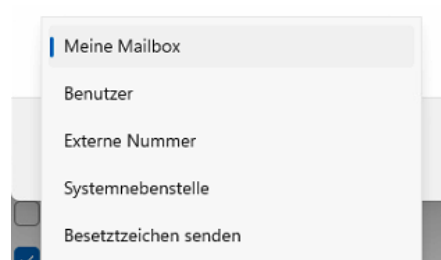 Meine Mailbox
Benutzer
Externe Nummer
Systemnebenstelle
Besetztzeichen senden